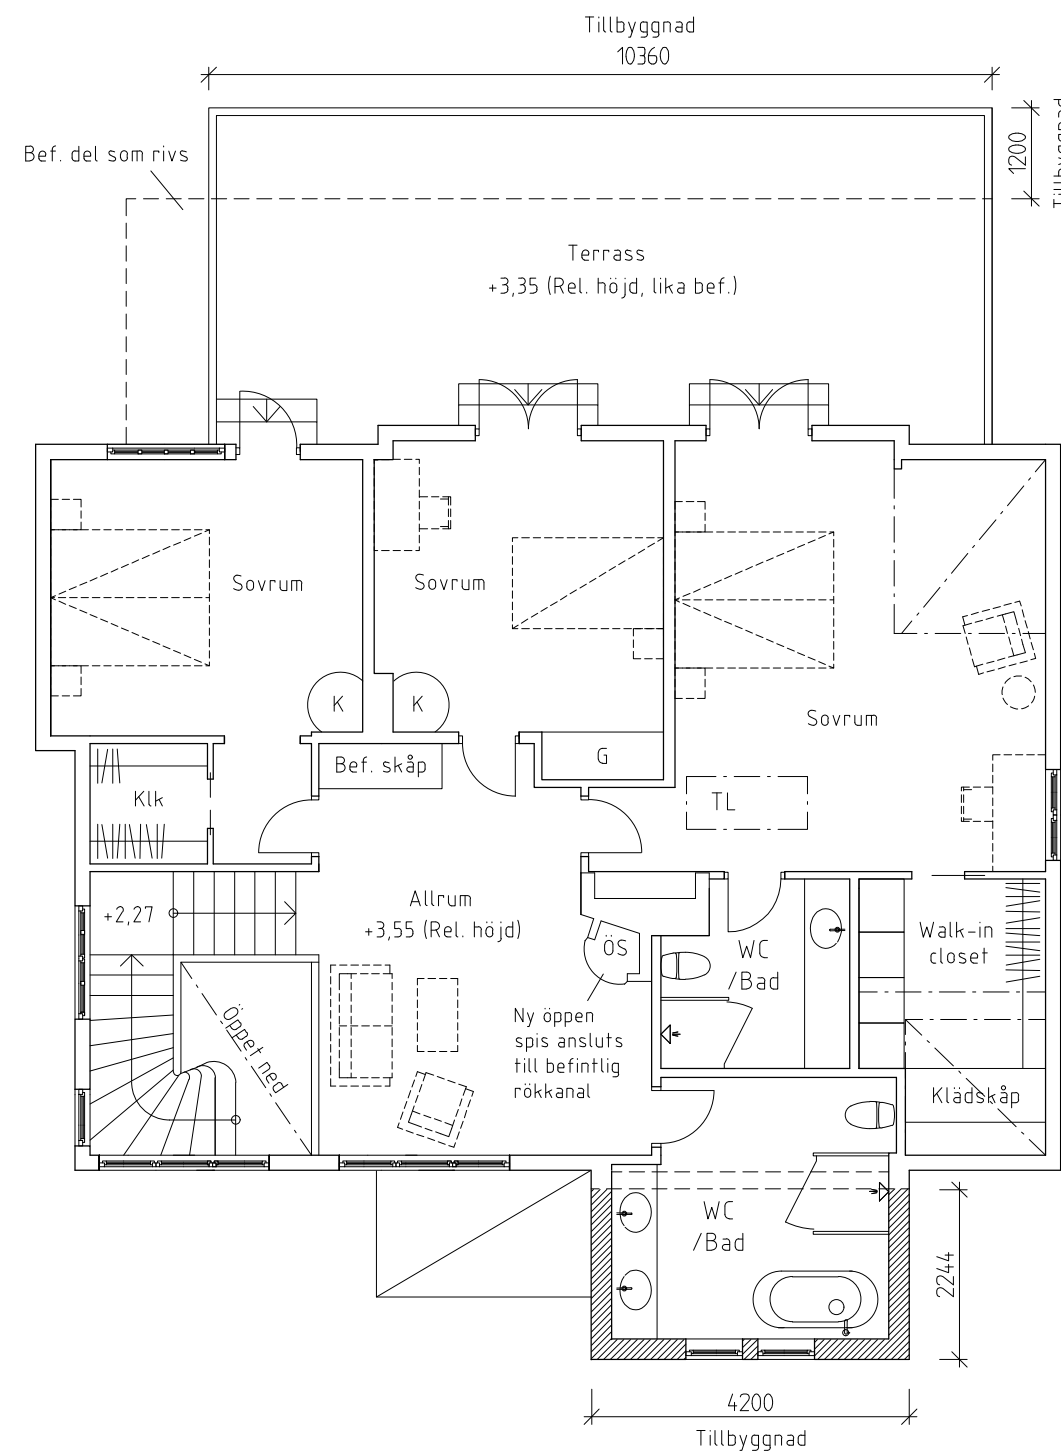 Tillbyggnad
10360
Bef. del som rivs
1200
Terrass
+3,35 (Rel. höjd, lika bef.)
Sovrum
Sovrum
Sovrum
K
K
Bef. skåp
G
Klk
TL
+2,27
Allrum
+3,55 (Rel. höjd)
ÖS
WC
/Bad
Walk-in
closet
Öppet ned
Ny öppen
spis ansluts
till befintlig
rökkanal
Klädskåp
WC
/Bad
2244
4200
Tillbyggnad